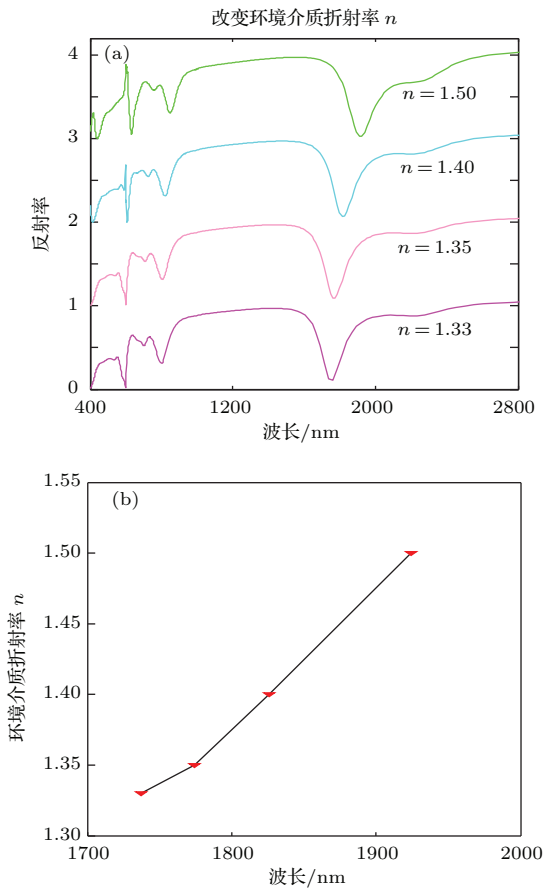 改变环境介质折射率 n
(a)
4
3
2
1
0
反射率
n = 1.50
n = 1.40
n = 1.35
n = 1.33
400 1200 2000 2800
波长/nm
(b)
1.55
1.50
1.45
1.40
1.35
1.30
环境介质折射率 n
1700 1800 1900 2000
波长/nm